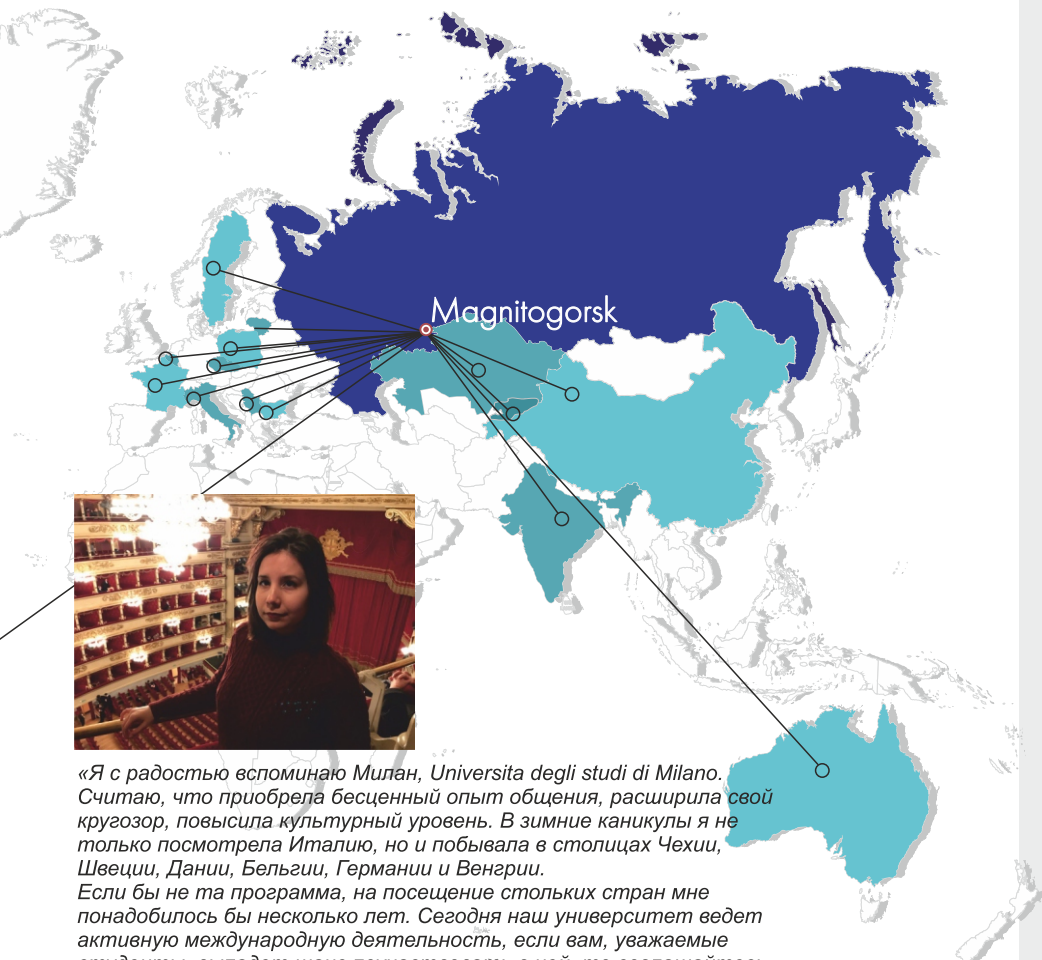 Magnitogorsk
«Я с радостью вспоминаю Милан, Universita degli studi di Milano.
Считаю, что приобрела бесценный опыт общения, расширила свой
кругозор, повысила культурный уровень. В зимние каникулы я не
только посмотрела Италию, но и побывала в столицах Чехии,
Швеции, Дании, Бельгии, Германии и Венгрии.
Если бы не та программа, на посещение стольких стран мне
понадобилось бы несколько лет. Сегодня наш университет ведет
активную международную деятельность, если вам, уважаемые